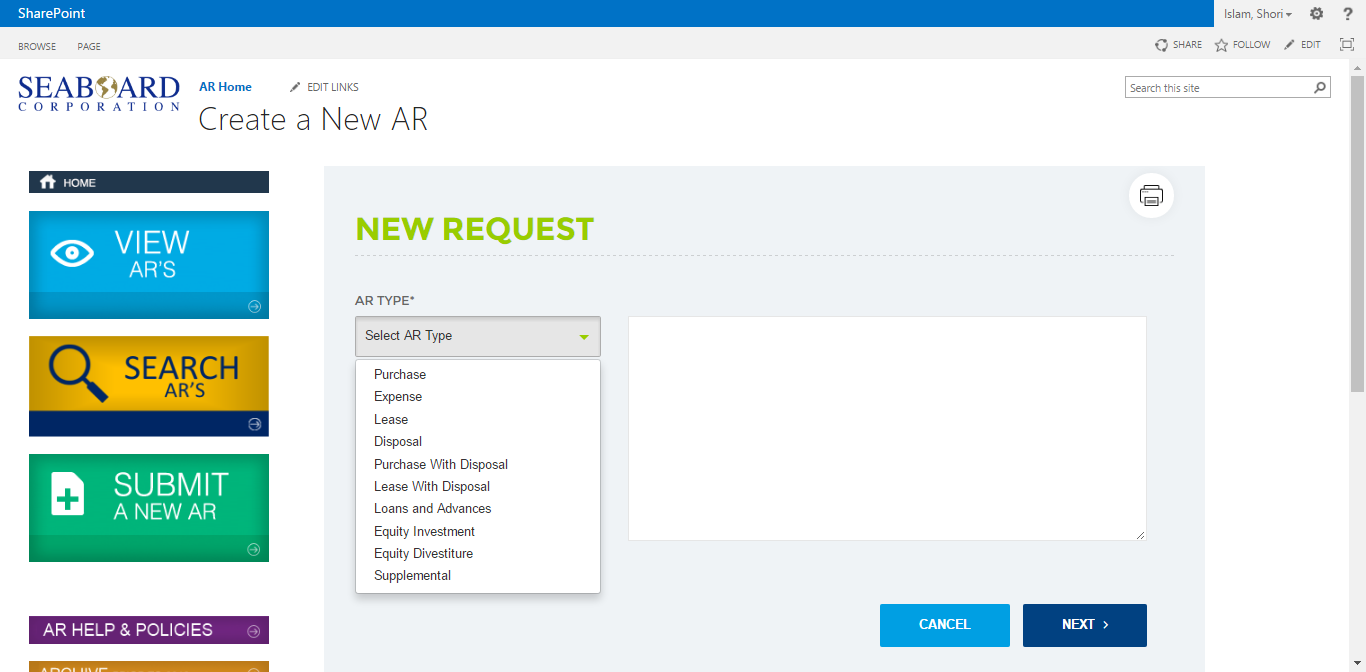 SharePoint
Islam, Shori
?
BROWSE
PAGE
SHARE
FOLLOW
EDIT
SEABOARD
CORPORATION
AR Home
EDIT LINKS
Create a New AR
Search this site
HOME
VIEW
AR'S
SEARCH
AR'S
SUBMIT
A NEW AR
AR HELP & POLICIES
ARCHIVE
NEW REQUEST
AR TYPE*
Select AR Type
Purchase
Expense
Lease
Disposal
Purchase With Disposal
Lease With Disposal
Loans and Advances
Equity Investment
Equity Divestiture
Supplemental
CANCEL
NEXT >